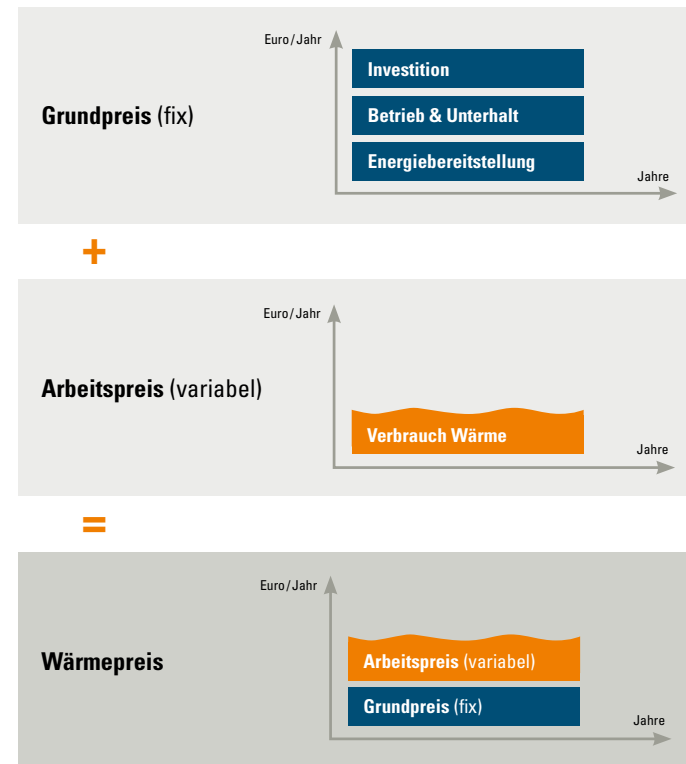 Euro/Jahr
Investition
Grundpreis (fix)
Betrieb & Unterhalt
Energiebereitstellung
Jahre
+
Euro/Jahr
Arbeitspreis (variabel)
Verbrauch Wärme
Jahre
=
Euro/Jahr
Wärmepreis
Arbeitspreis (variabel)
Grundpreis (fix)
Jahre